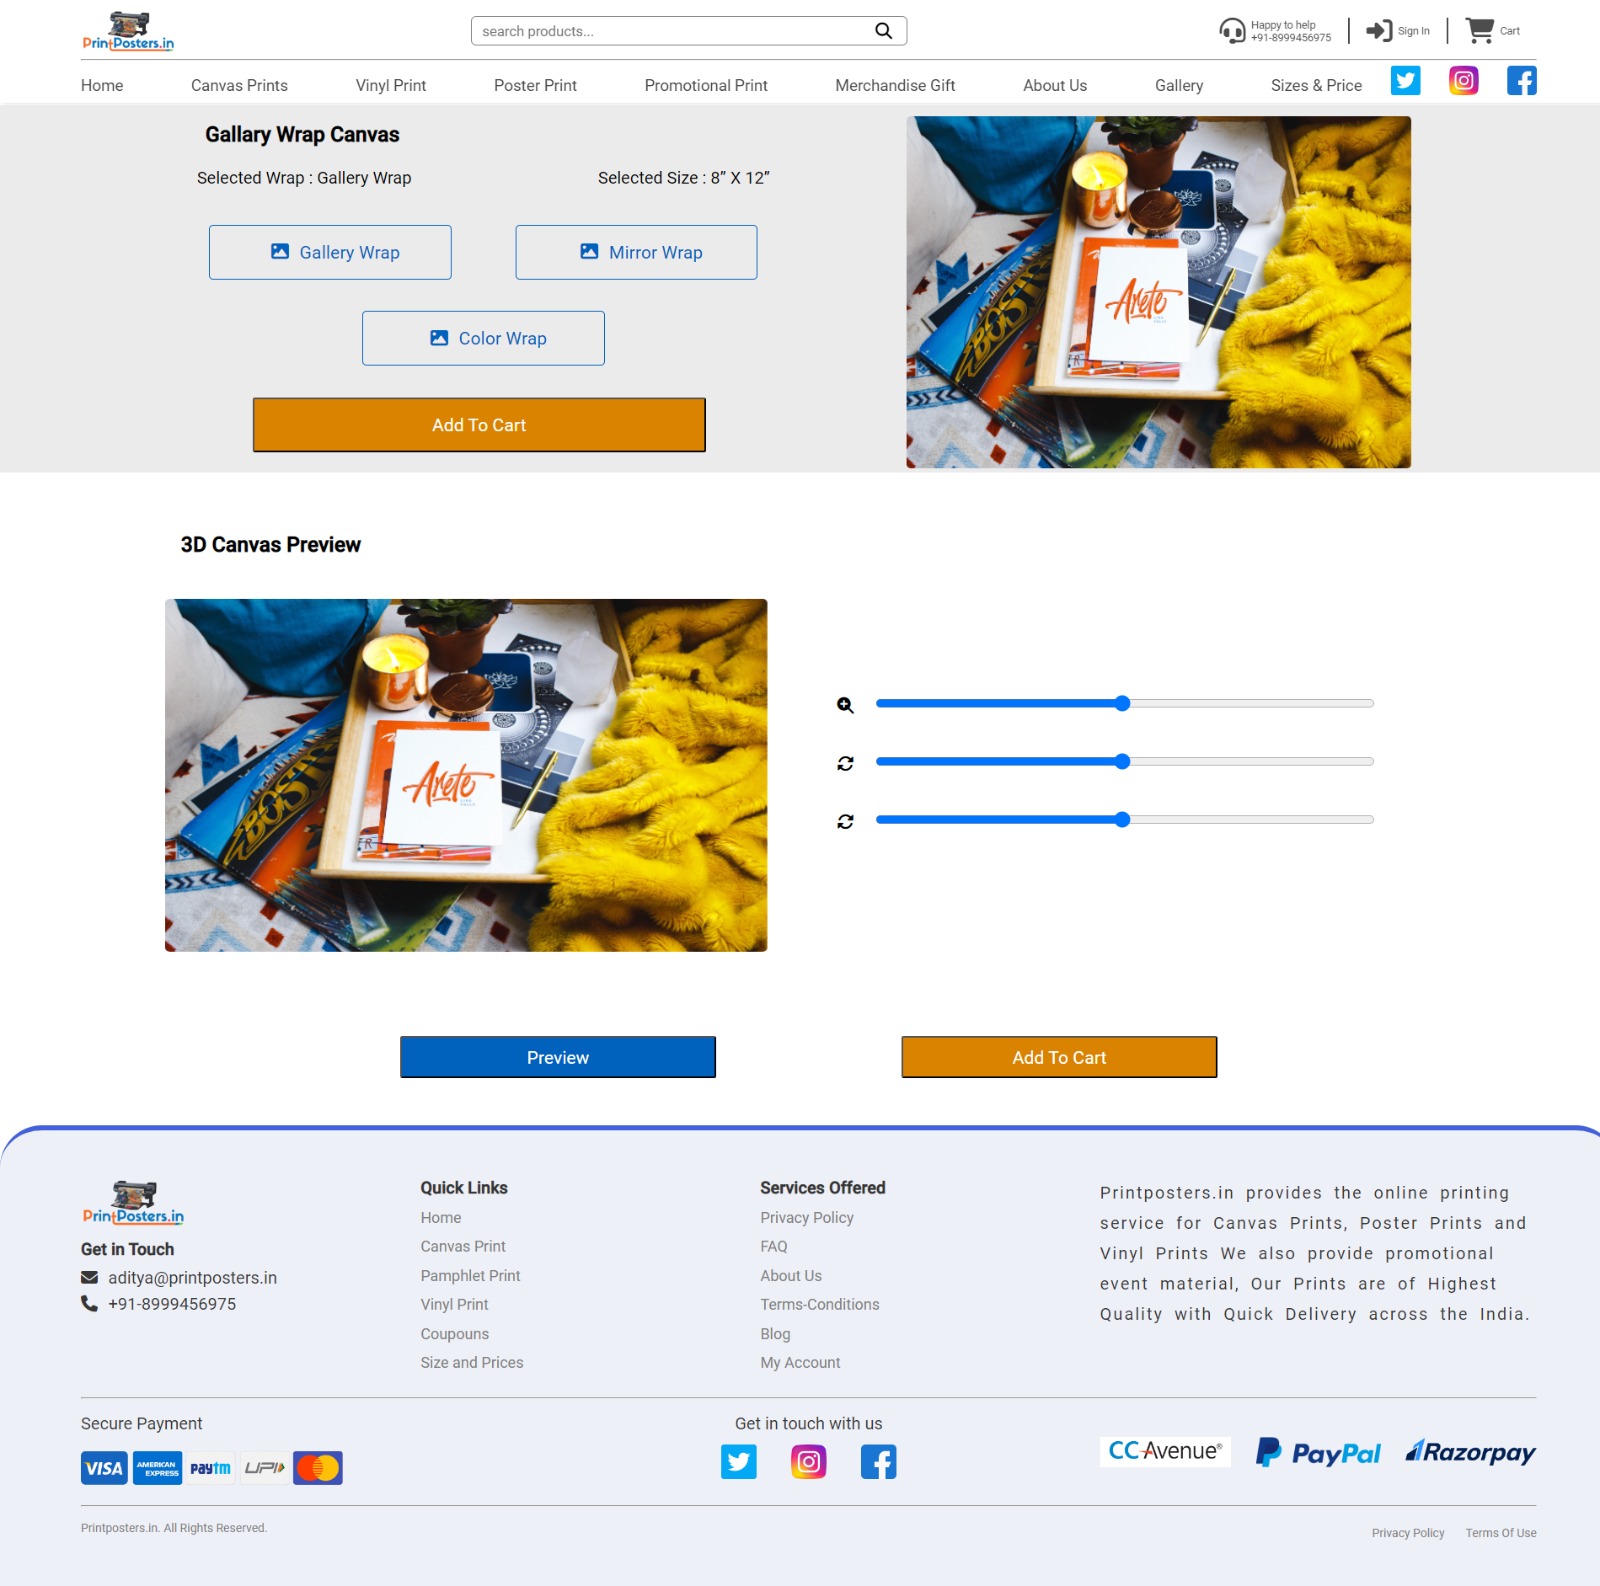 PrintPosters.in
search products...
Happy to help
+91-8999456975
Sign In
Cart
Home
Canvas Prints
Vinyl Print
Poster Print
Promotional Print
Merchandise Gift
About Us
Gallery
Sizes & Price
Gallary Wrap Canvas
Selected Wrap : Gallery Wrap
Selected Size : 8” X 12”
Gallery Wrap
Mirror Wrap
Color Wrap
Add To Cart
Arete
BOSTN
3D Canvas Preview
Arete
BOSTN
Preview
Add To Cart
PrintPosters.in
Get in Touch
aditya@printposters.in
+91-8999456975
Quick Links
Home
Canvas Print
Pamphlet Print
Vinyl Print
Coupouns
Size and Prices
Services Offered
Privacy Policy
FAQ
About Us
Terms-Conditions
Blog
My Account
Printposters.in provides the online printing
service for Canvas Prints, Poster Prints and
Vinyl Prints We also provide promotional
event material, Our Prints are of Highest
Quality with Quick Delivery across the India.
Secure Payment
VISA
AMERICAN
EXPRESS
paytm
UPI
Get in touch with us
CCAvenue®
PayPal
Razorpay
Printposters.in. All Rights Reserved.
Privacy Policy
Terms Of Use